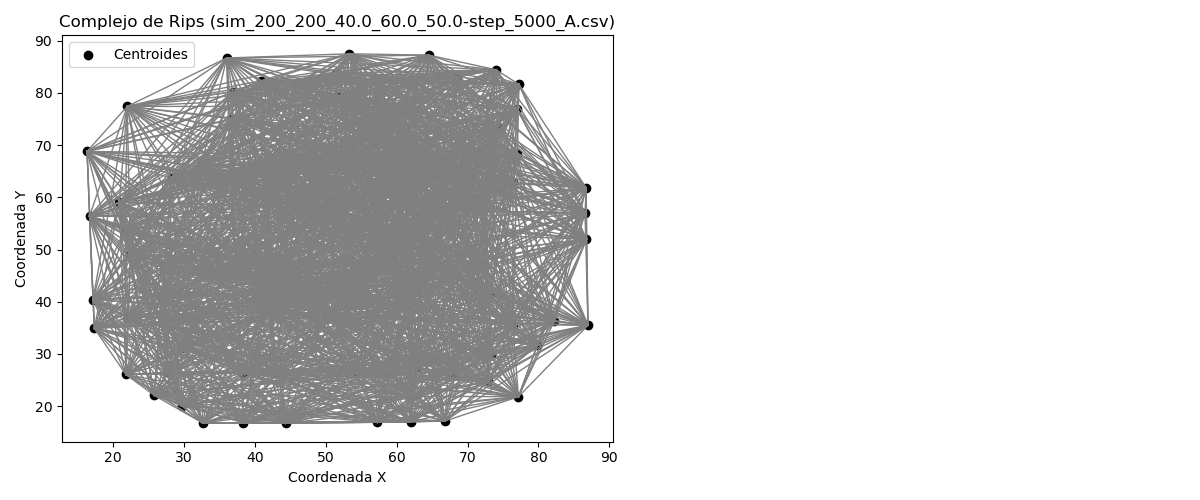 Complejo de Rips (sim_200_200_40.0_60.0_50.0-step_5000_A.csv)
Centroides
90
80
70
60
50
40
30
20
Coordenada Y
20 30 40 50 60 70 80 90
Coordenada X